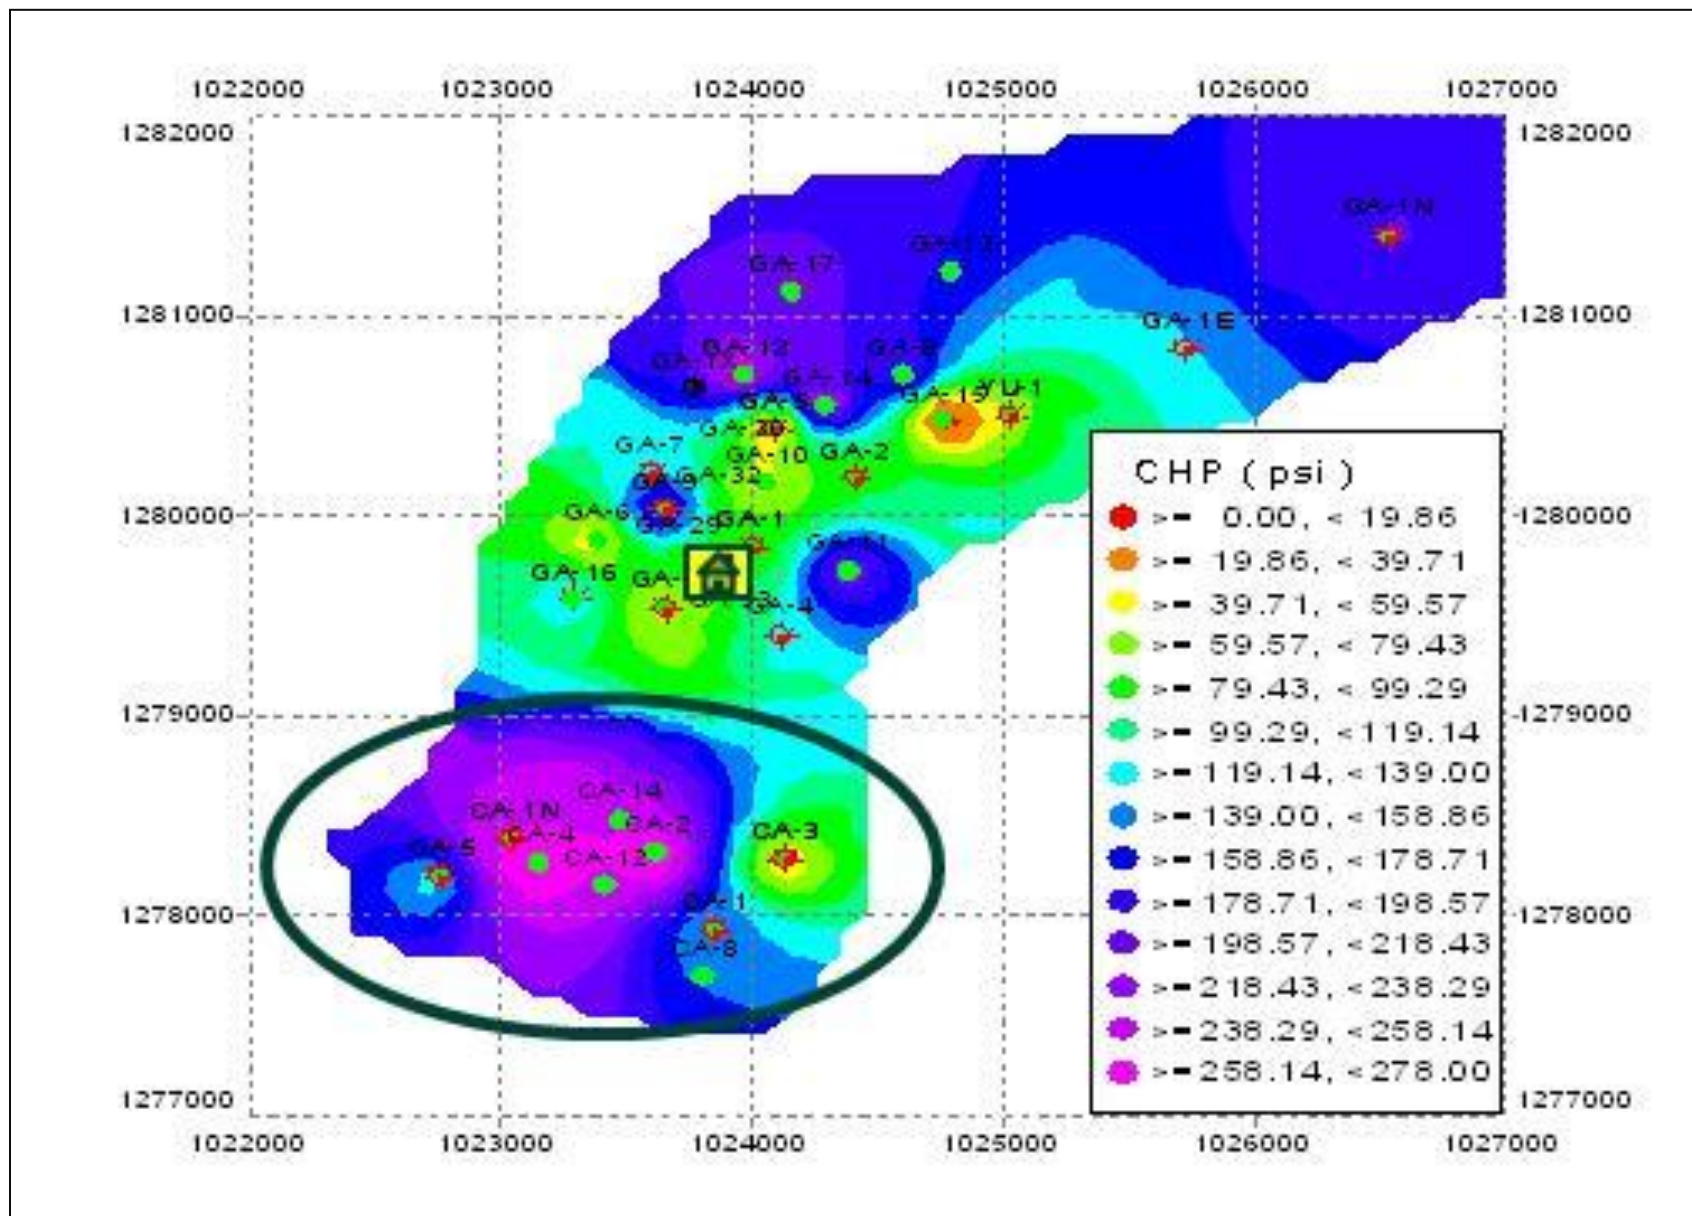 1022000 1023000 1024000 1025000 1026000 1027000
1282000 1282000
GA-1N
GA-17
1281000 1281000
GA-1E
GA-8
GA-14
GA-15 YU-1
GA-7
GA-10 GA-2
GA-32
GA-6 GA-29 GA-1
1280000 1280000
GA-11
GA-16
GA-4
1279000 1279000
CA-14
CA-1N
CA-4 CA-2 CA-3
CA-12
CA-1
1278000 1278000
CA-8
1277000 1277000
1022000 1023000 1024000 1025000 1026000 1027000
CHP (psi)
>= 0.00, < 19.86
>= 19.86, < 39.71
>= 39.71, < 59.57
>= 59.57, < 79.43
>= 79.43, < 99.29
>= 99.29, <119.14
>=119.14, <139.00
>=139.00, <158.86
>=158.86, <178.71
>=178.71, <198.57
>=198.57, <218.43
>=218.43, <238.29
>=238.29, <258.14
>=258.14, <278.00